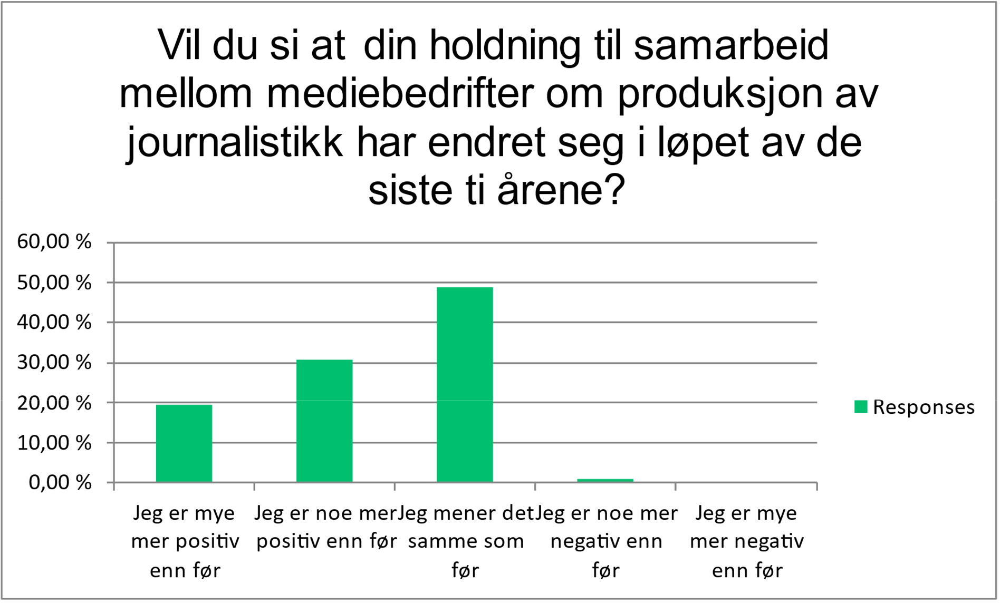 Vil du si at din holdning til samarbeid
mellom mediebedrifter om produksjon av
journalistikk har endret seg i løpet av de
siste ti årene?
60,00 %
50,00 %
40,00 %
30,00 %
20,00 %
10,00 %
0,00 %
Jeg er mye
mer positiv
enn før
Jeg er noe mer
positiv enn før
Jeg mener det
samme som
før
Jeg er noe mer
negativ enn
før
Jeg er mye
mer negativ
enn før
Responses